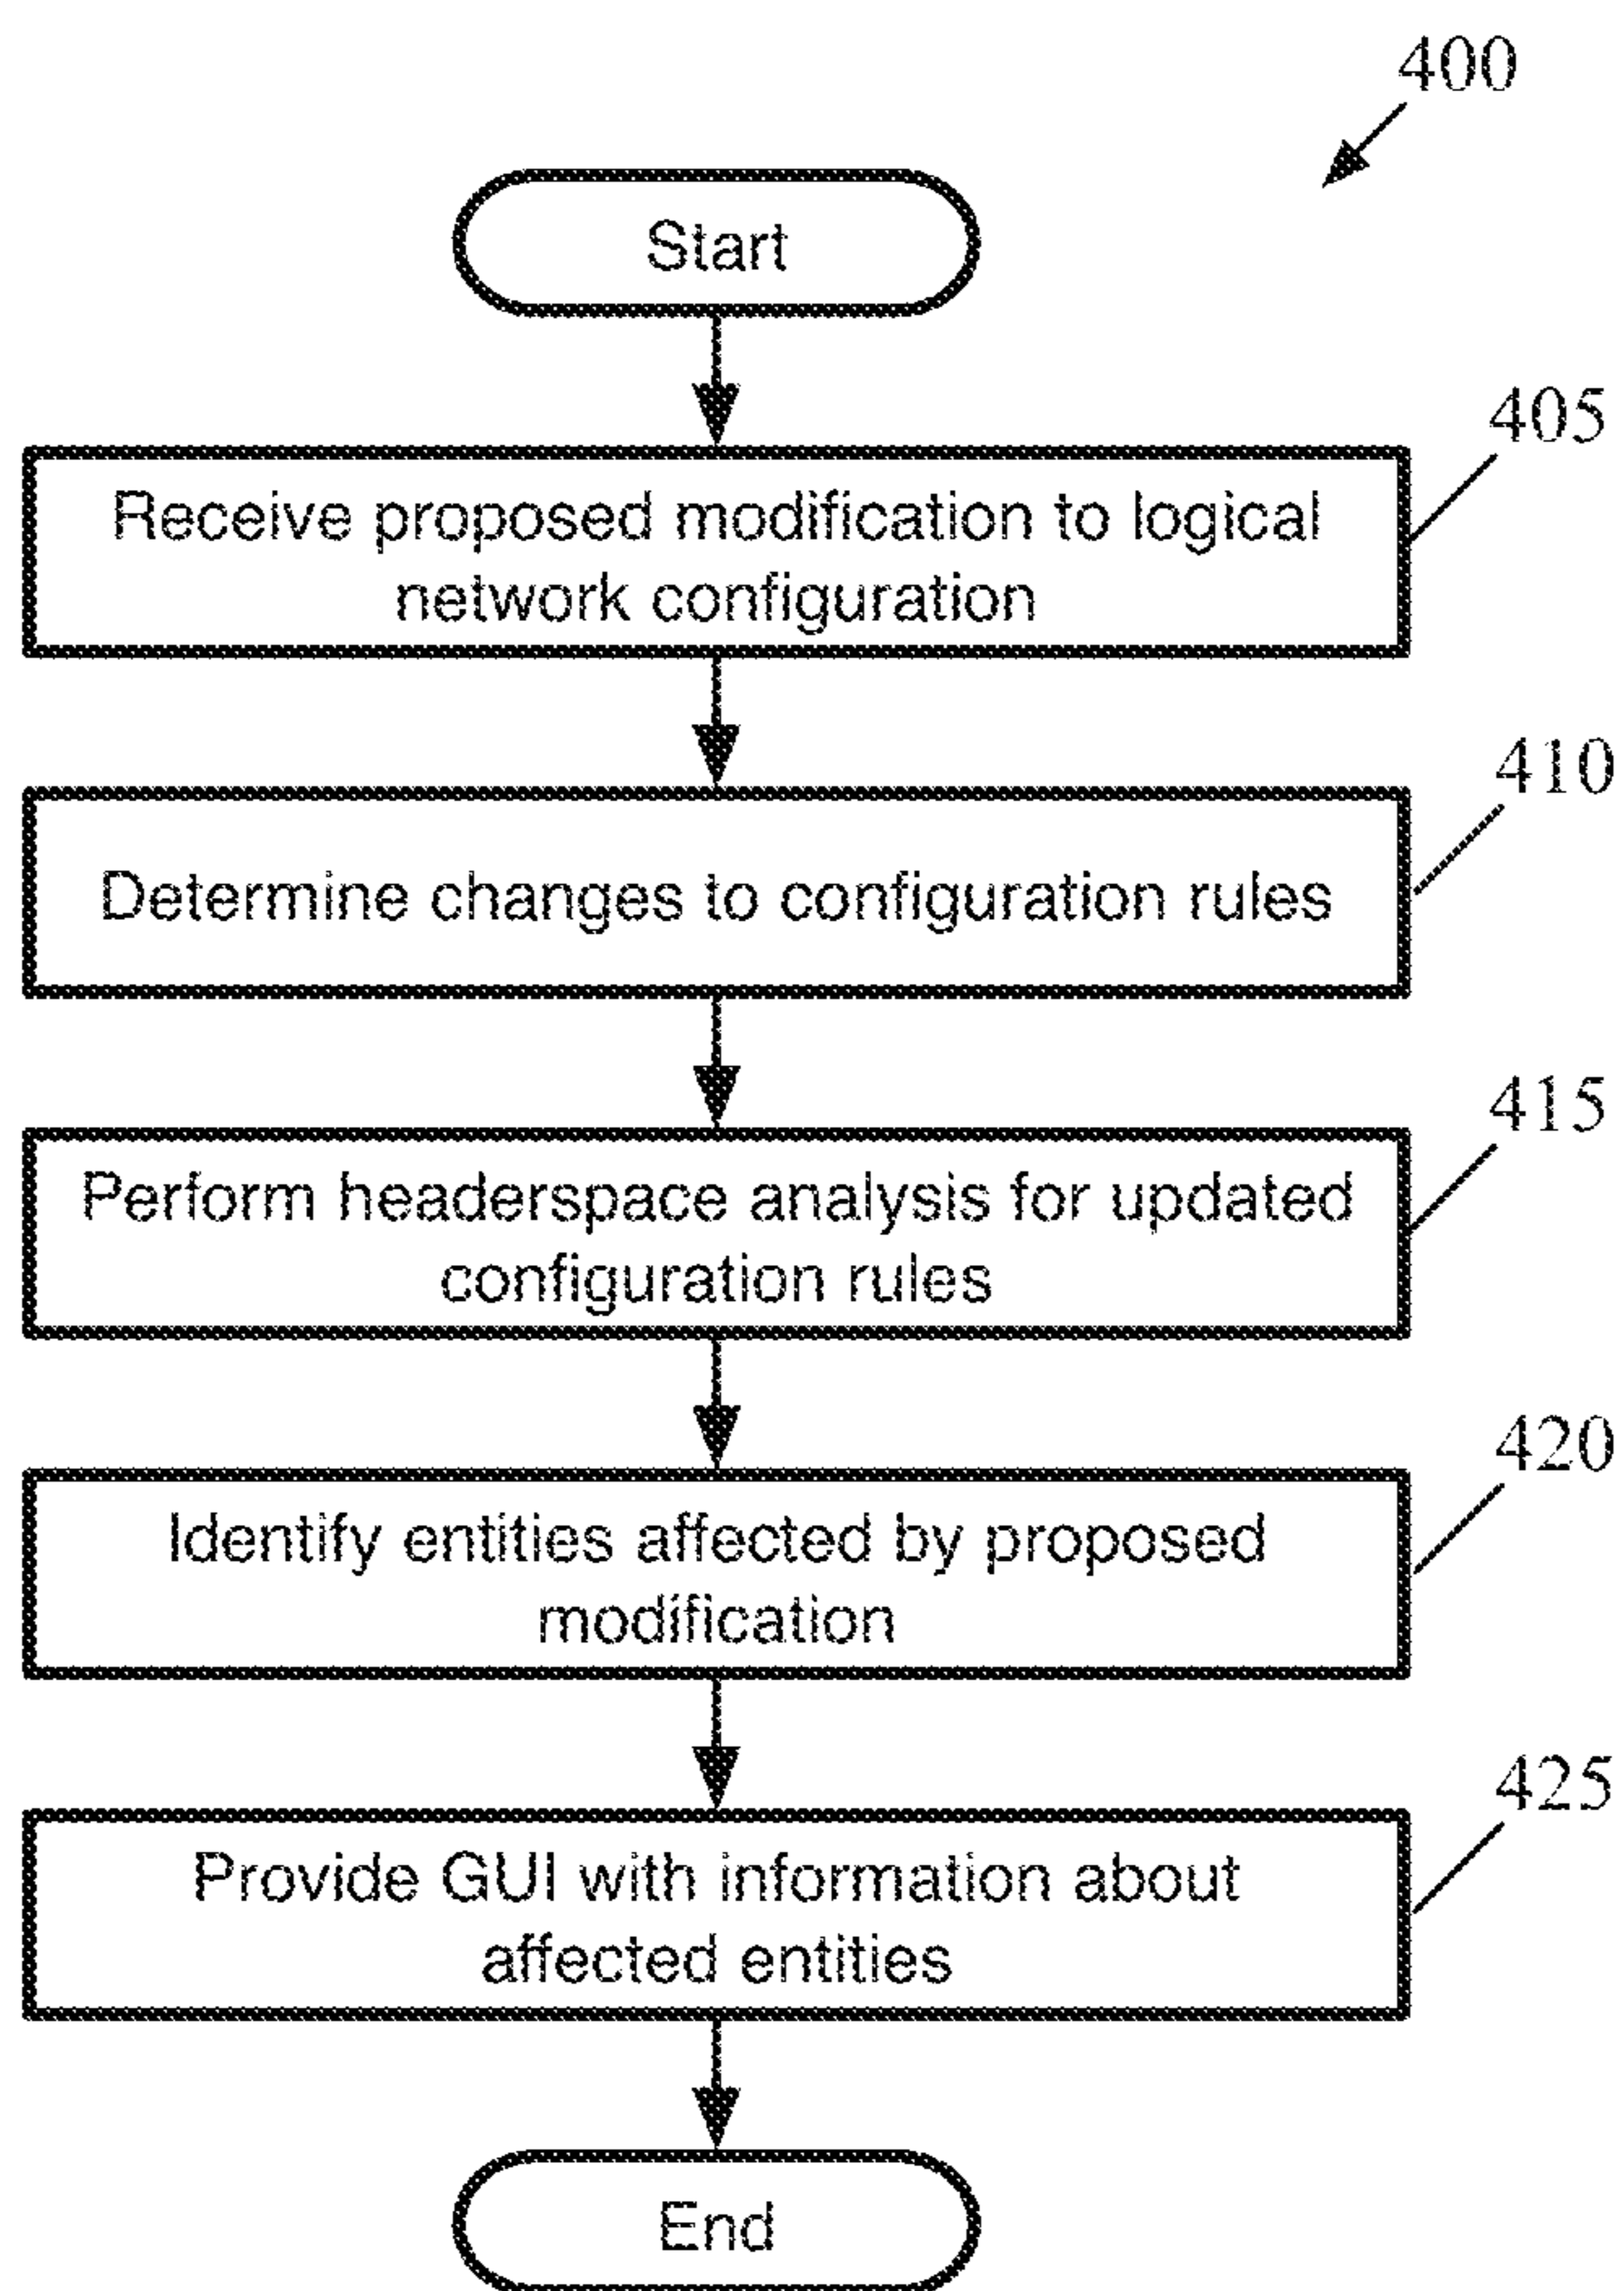 400
Start
405
Receive proposed modification to logical
network configuration
410
Determine changes to configuration rules
415
Perform headerspace analysis for updated
configuration rules
420
Identify entities affected by proposed
modification
425
Provide GUI with information about
affected entities
End